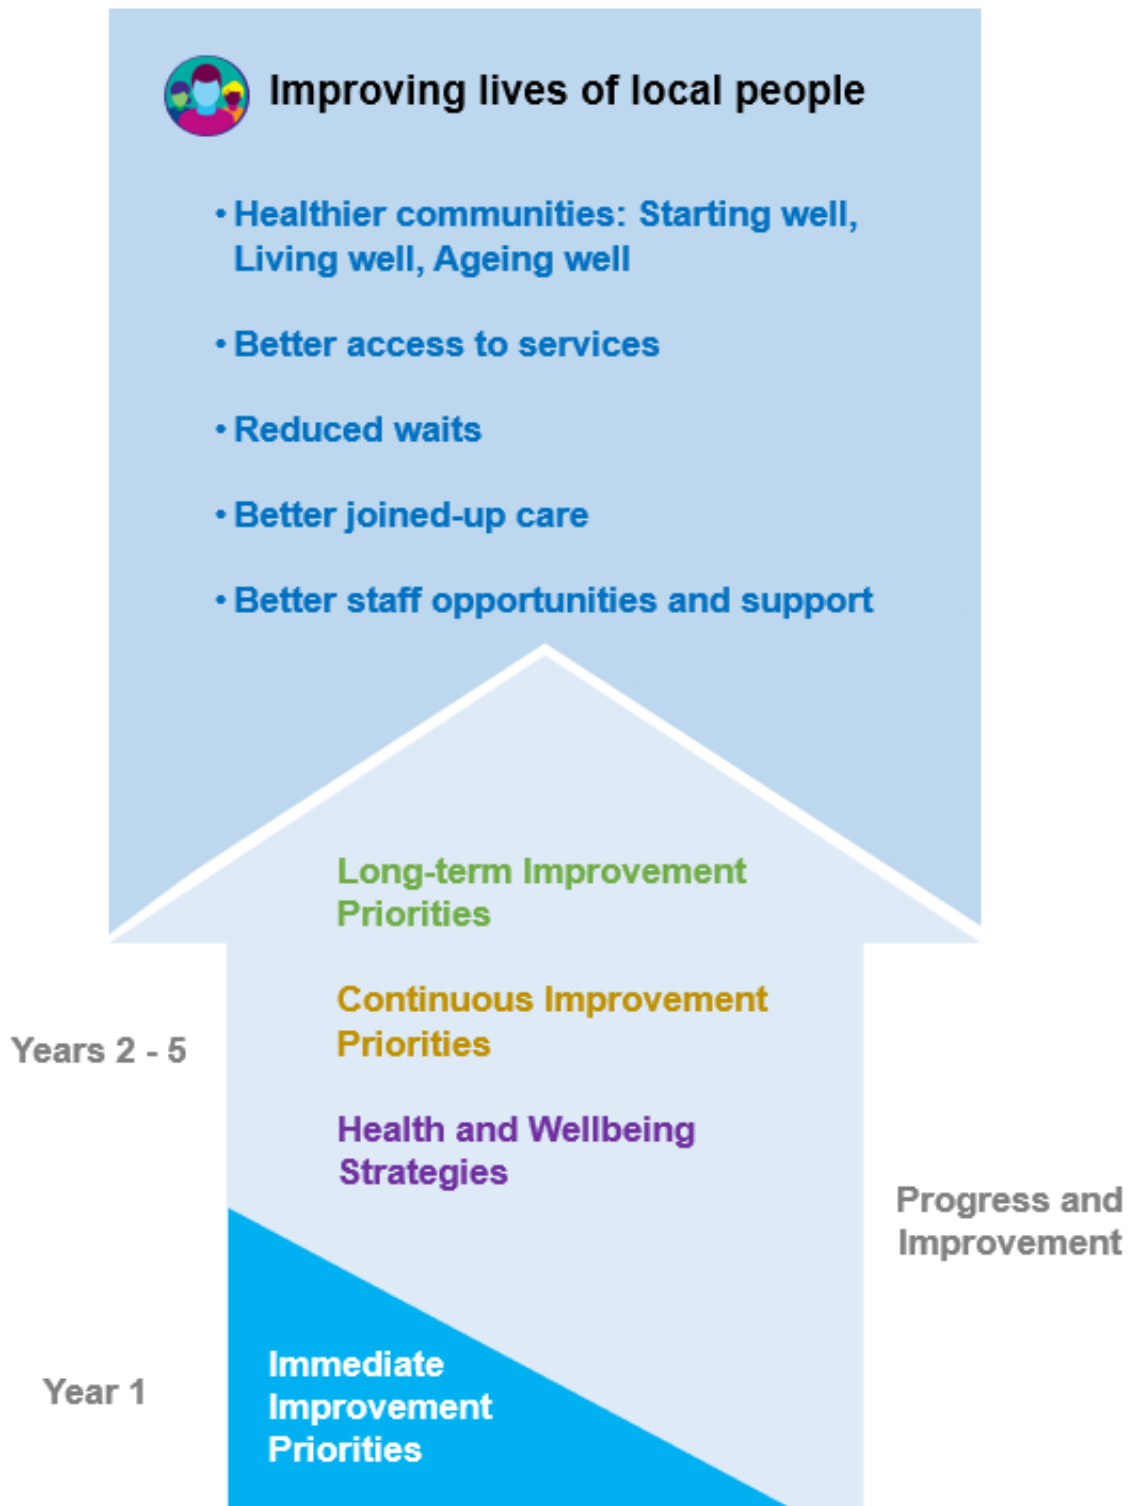 Improving lives of local people
• Healthier communities: Starting well,
Living well, Ageing well
• Better access to services
• Reduced waits
• Better joined-up care
• Better staff opportunities and support
Long-term Improvement
Priorities
Continuous Improvement
Priorities
Years 2 - 5
Health and Wellbeing
Strategies
Progress and
Improvement
Immediate
Improvement
Priorities
Year 1